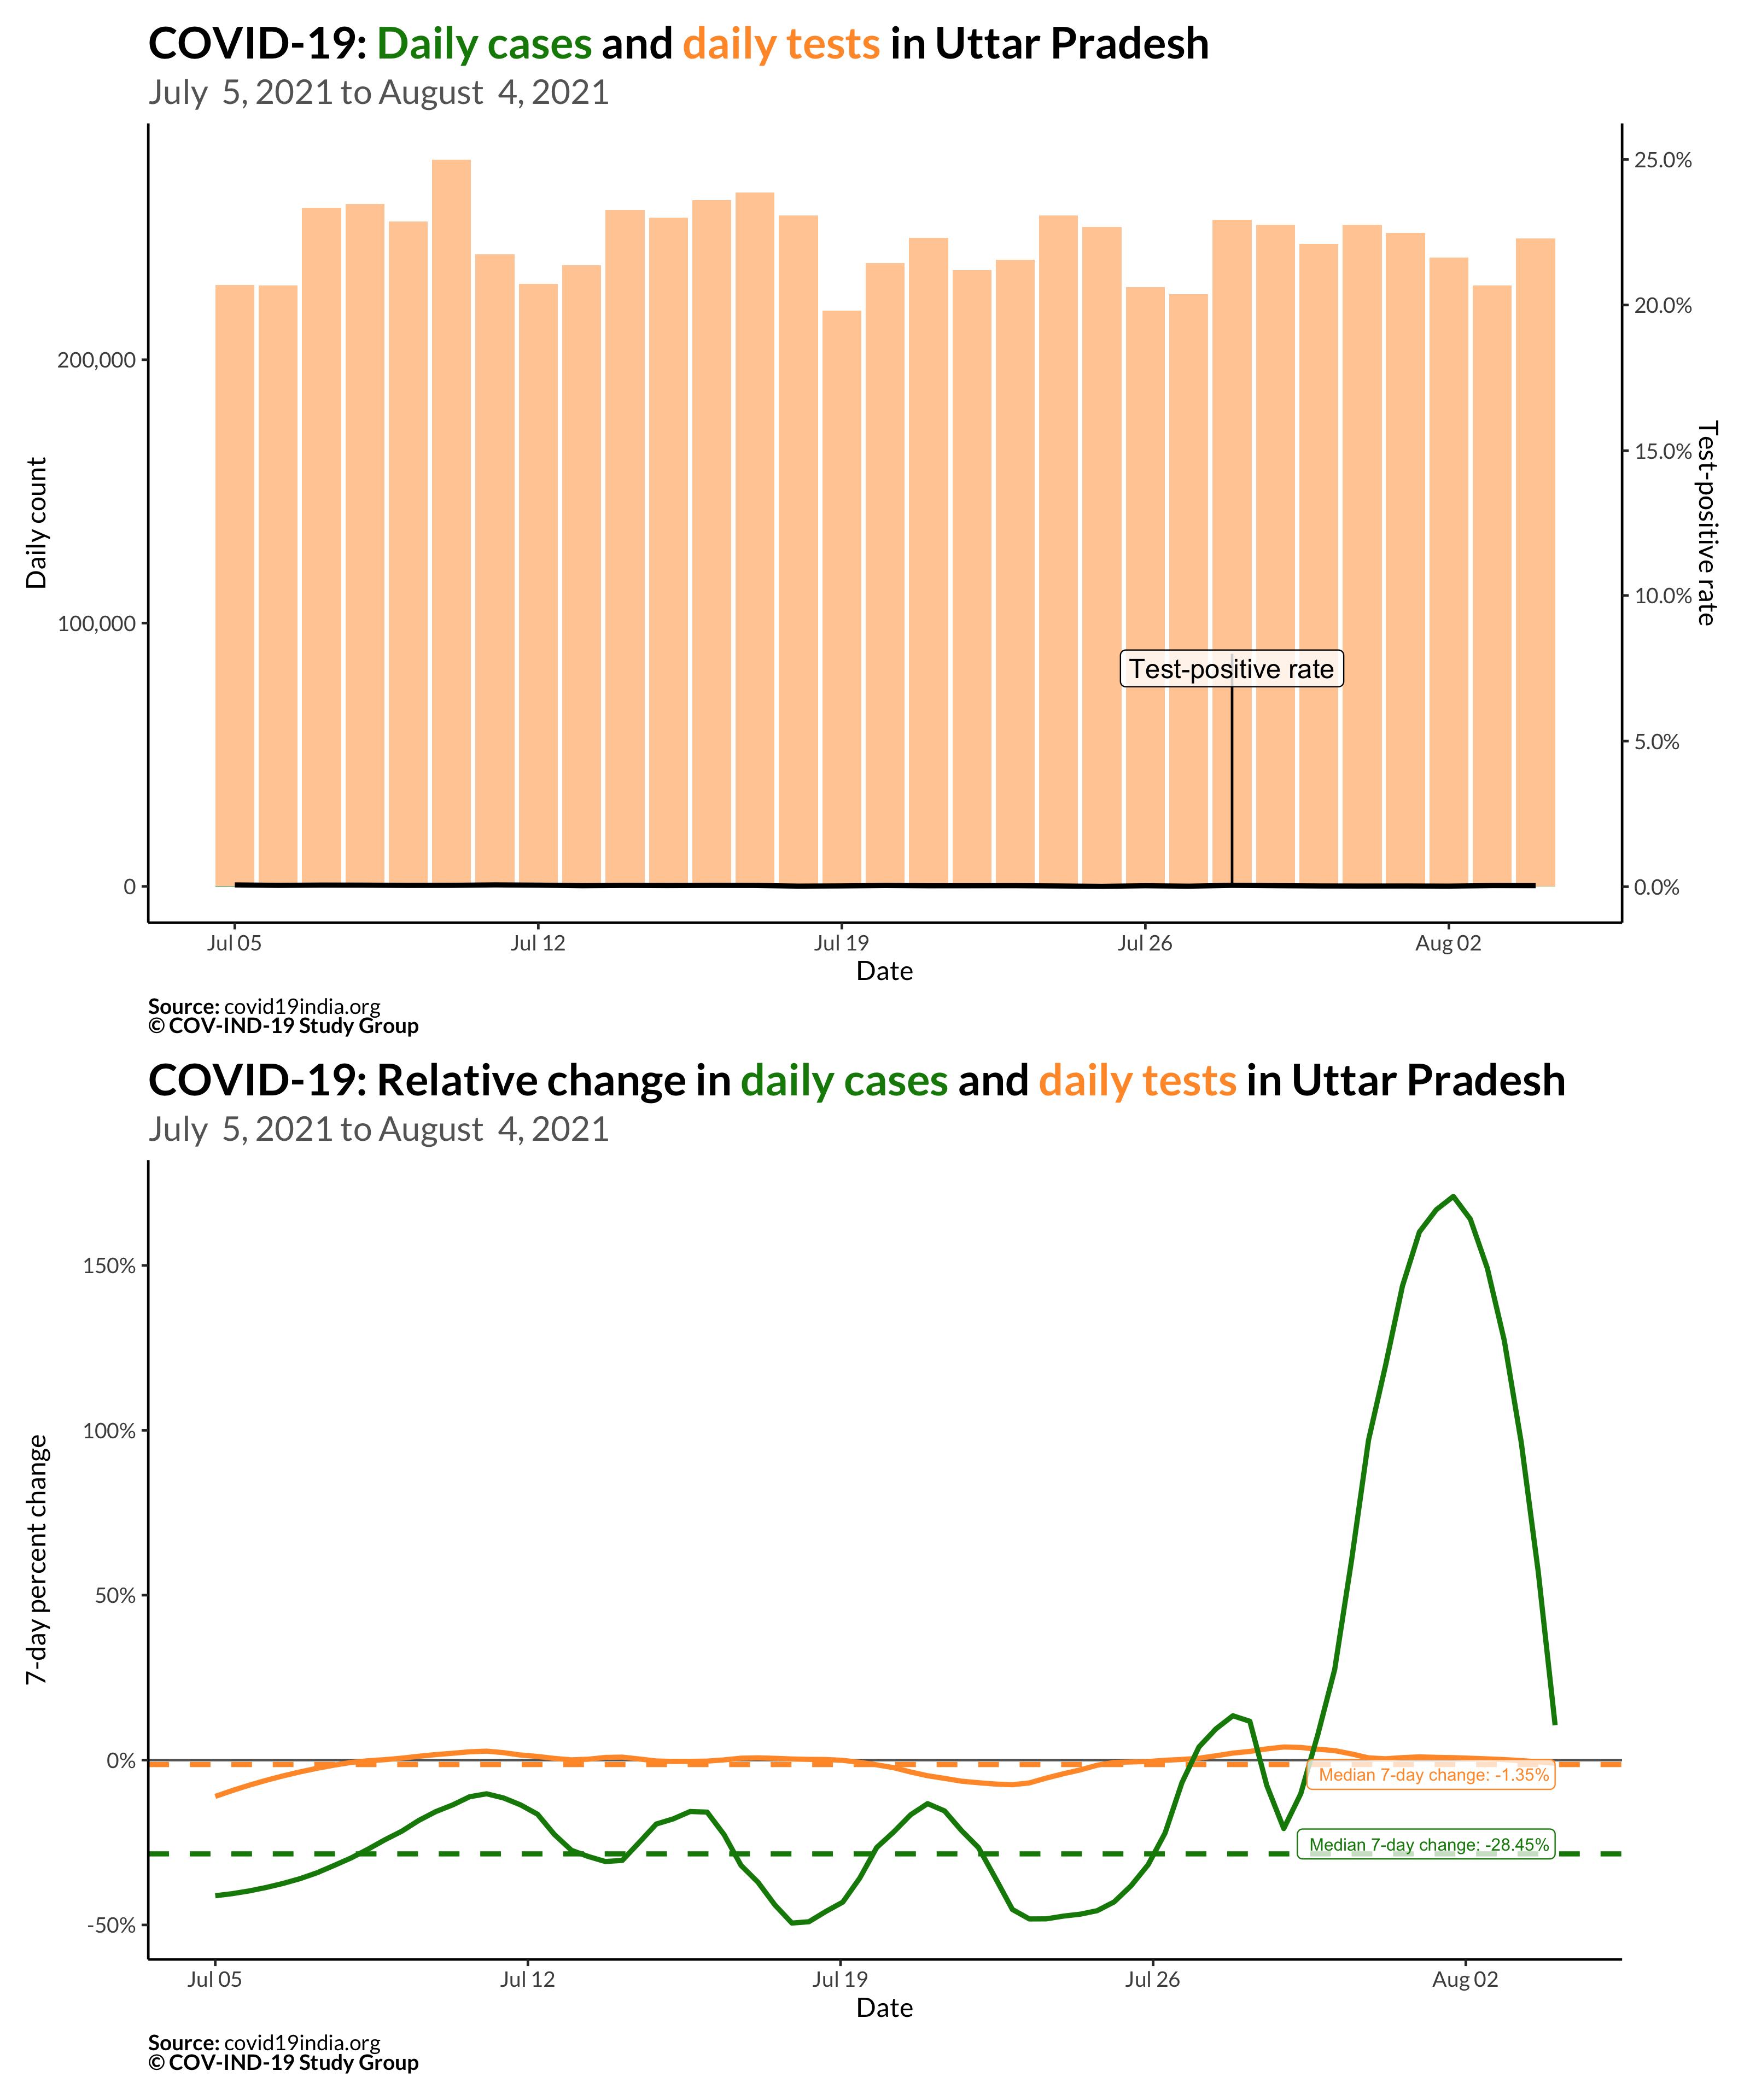 COVID-19: Daily cases and daily tests in Uttar Pradesh
July  5, 2021 to August  4, 2021
25.0%
20.0%
200,000
15.0%
Test-positive rate
Daily count
10.0%
100,000
Test-positive rate
5.0%
0
0.0%
Jul 05
Jul 12
Jul 19
Jul 26
Aug 02
Date
Source: covid19india.org
© COV-IND-19 Study Group
COVID-19: Relative change in daily cases and daily tests in Uttar Pradesh
July  5, 2021 to August  4, 2021
150%
100%
7-day percent change
50%
0%
Median 7-day change: -1.35%
Median 7-day change: -28.45%
-50%
Jul 05
Jul 12
Jul 19
Jul 26
Aug 02
Date
Source: covid19india.org
© COV-IND-19 Study Group